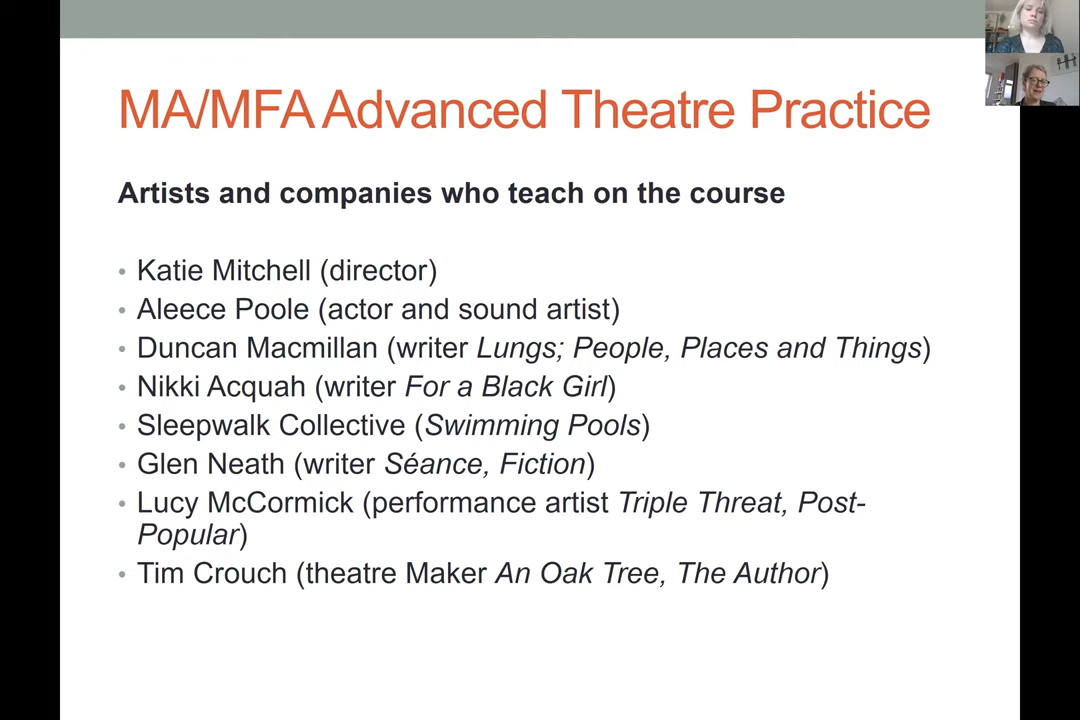 MA/MFA Advanced Theatre Practice
Artists and companies who teach on the course
• Katie Mitchell (director)
• Aleece Poole (actor and sound artist)
• Duncan Macmillan (writer Lungs; People, Places and Things)
• Nikki Acquah (writer For a Black Girl)
• Sleepwalk Collective (Swimming Pools)
• Glen Neath (writer Séance, Fiction)
• Lucy McCormick (performance artist Triple Threat, Post-
Popular)
• Tim Crouch (theatre Maker An Oak Tree, The Author)